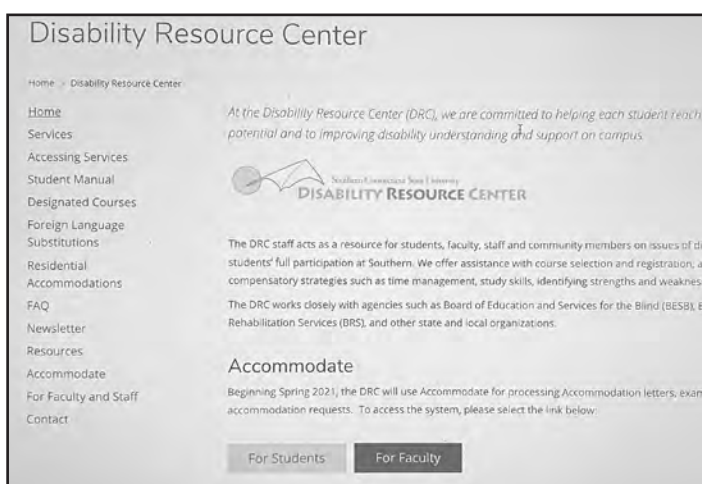 Disability Resource Center
Home > Disability Resource Center
Home
Services
Accessing Services
Student Manual
Designated Courses
Foreign Language
Substitutions
Residential
Accommodations
FAQ
Newsletter
Resources
Accommodate
For Faculty and Staff
Contact
At the Disability Resource Center (DRC), we are committed to helping each student reach
potential and to improving disability understanding and support on campus.
Southern Connecticut State University
DISABILITY RESOURCE CENTER
The DRC staff acts as a resource for students, faculty, staff and community members on issues of
students' full participation at Southern. We offer assistance with course selection and registration,
compensatory strategies such as time management, study skills, identifying strengths and
The DRC works closely with agencies such as Board of Education and Services for the Blind (BESB),
Rehabilitation Services (BRS), and other state and local organizations.
Accommodate
Beginning Spring 2021, the DRC will use Accommodate for processing Accommodation letters,
accommodation requests. To access the system, please select the link below
For Students
For Faculty